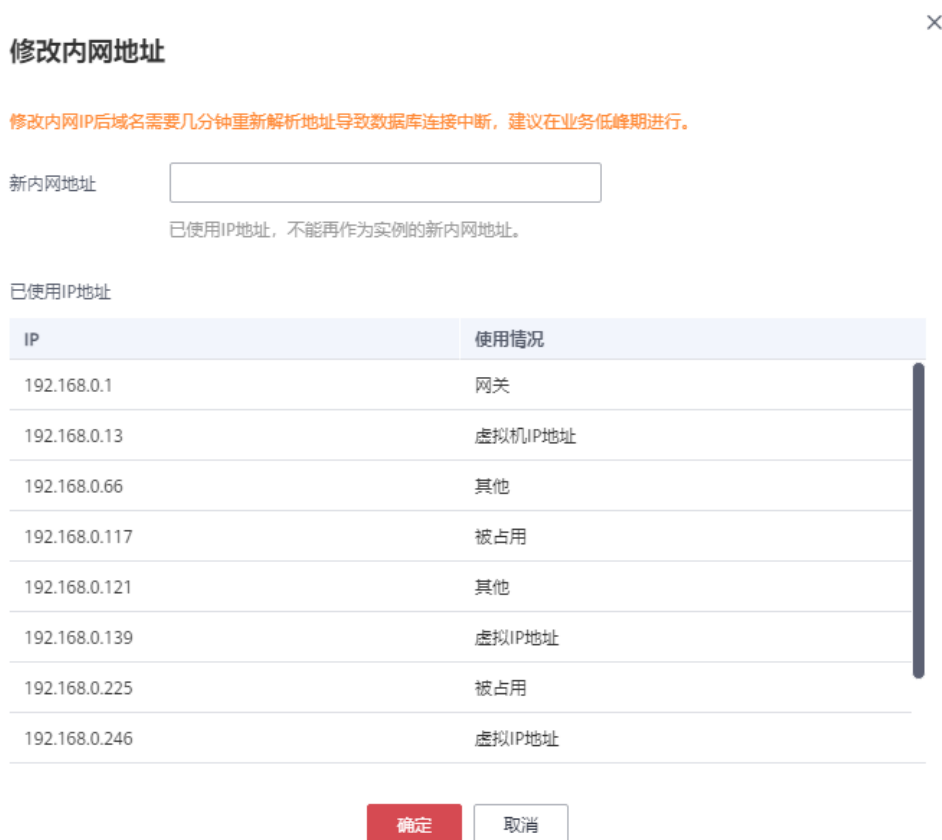 修改内网地址
修改内网IP后域名需要几分钟重新解析地址导致数据库连接中断，建议在业务低峰期进行。
新内网地址
已使用IP地址，不能再作为实例的新内网地址。
已使用IP地址
IP 使用情况
192.168.0.1 网关
192.168.0.13 虚拟机IP地址
192.168.0.66 其他
192.168.0.117 被占用
192.168.0.121 其他
192.168.0.139 虚拟IP地址
192.168.0.225 被占用
192.168.0.246 虚拟IP地址
确定 取消